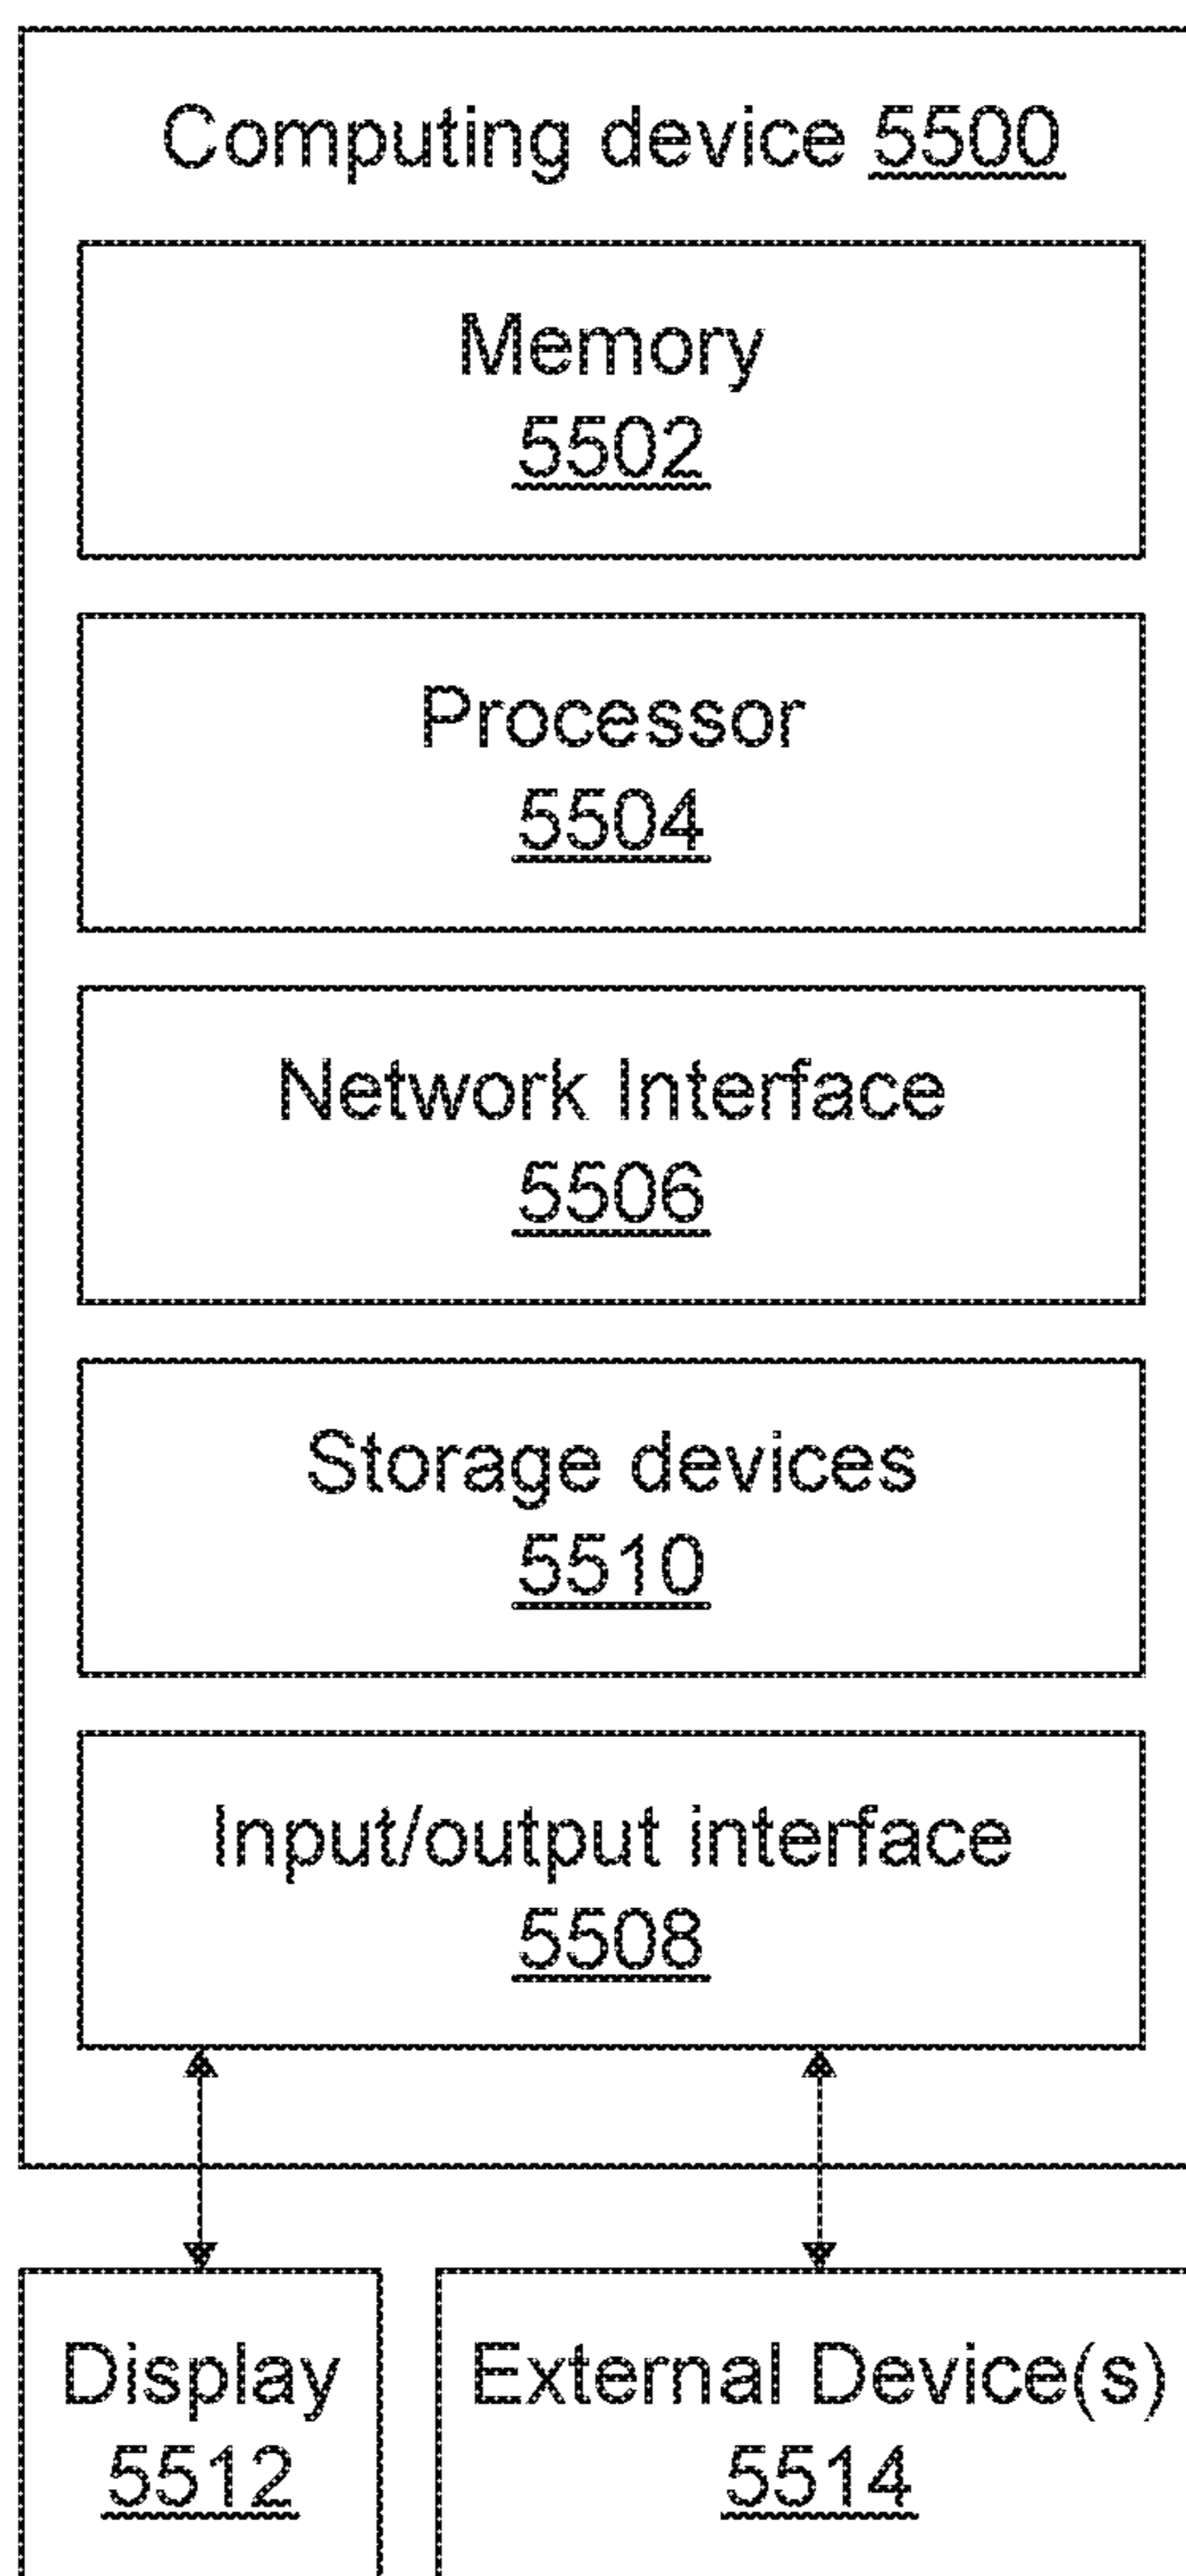 Computing device 5500
Memory
5502
Processor
5504
Network Interface
5506
Storage devices
5510
Input/output interface
5508
Display
5512
External Device(s)
5514